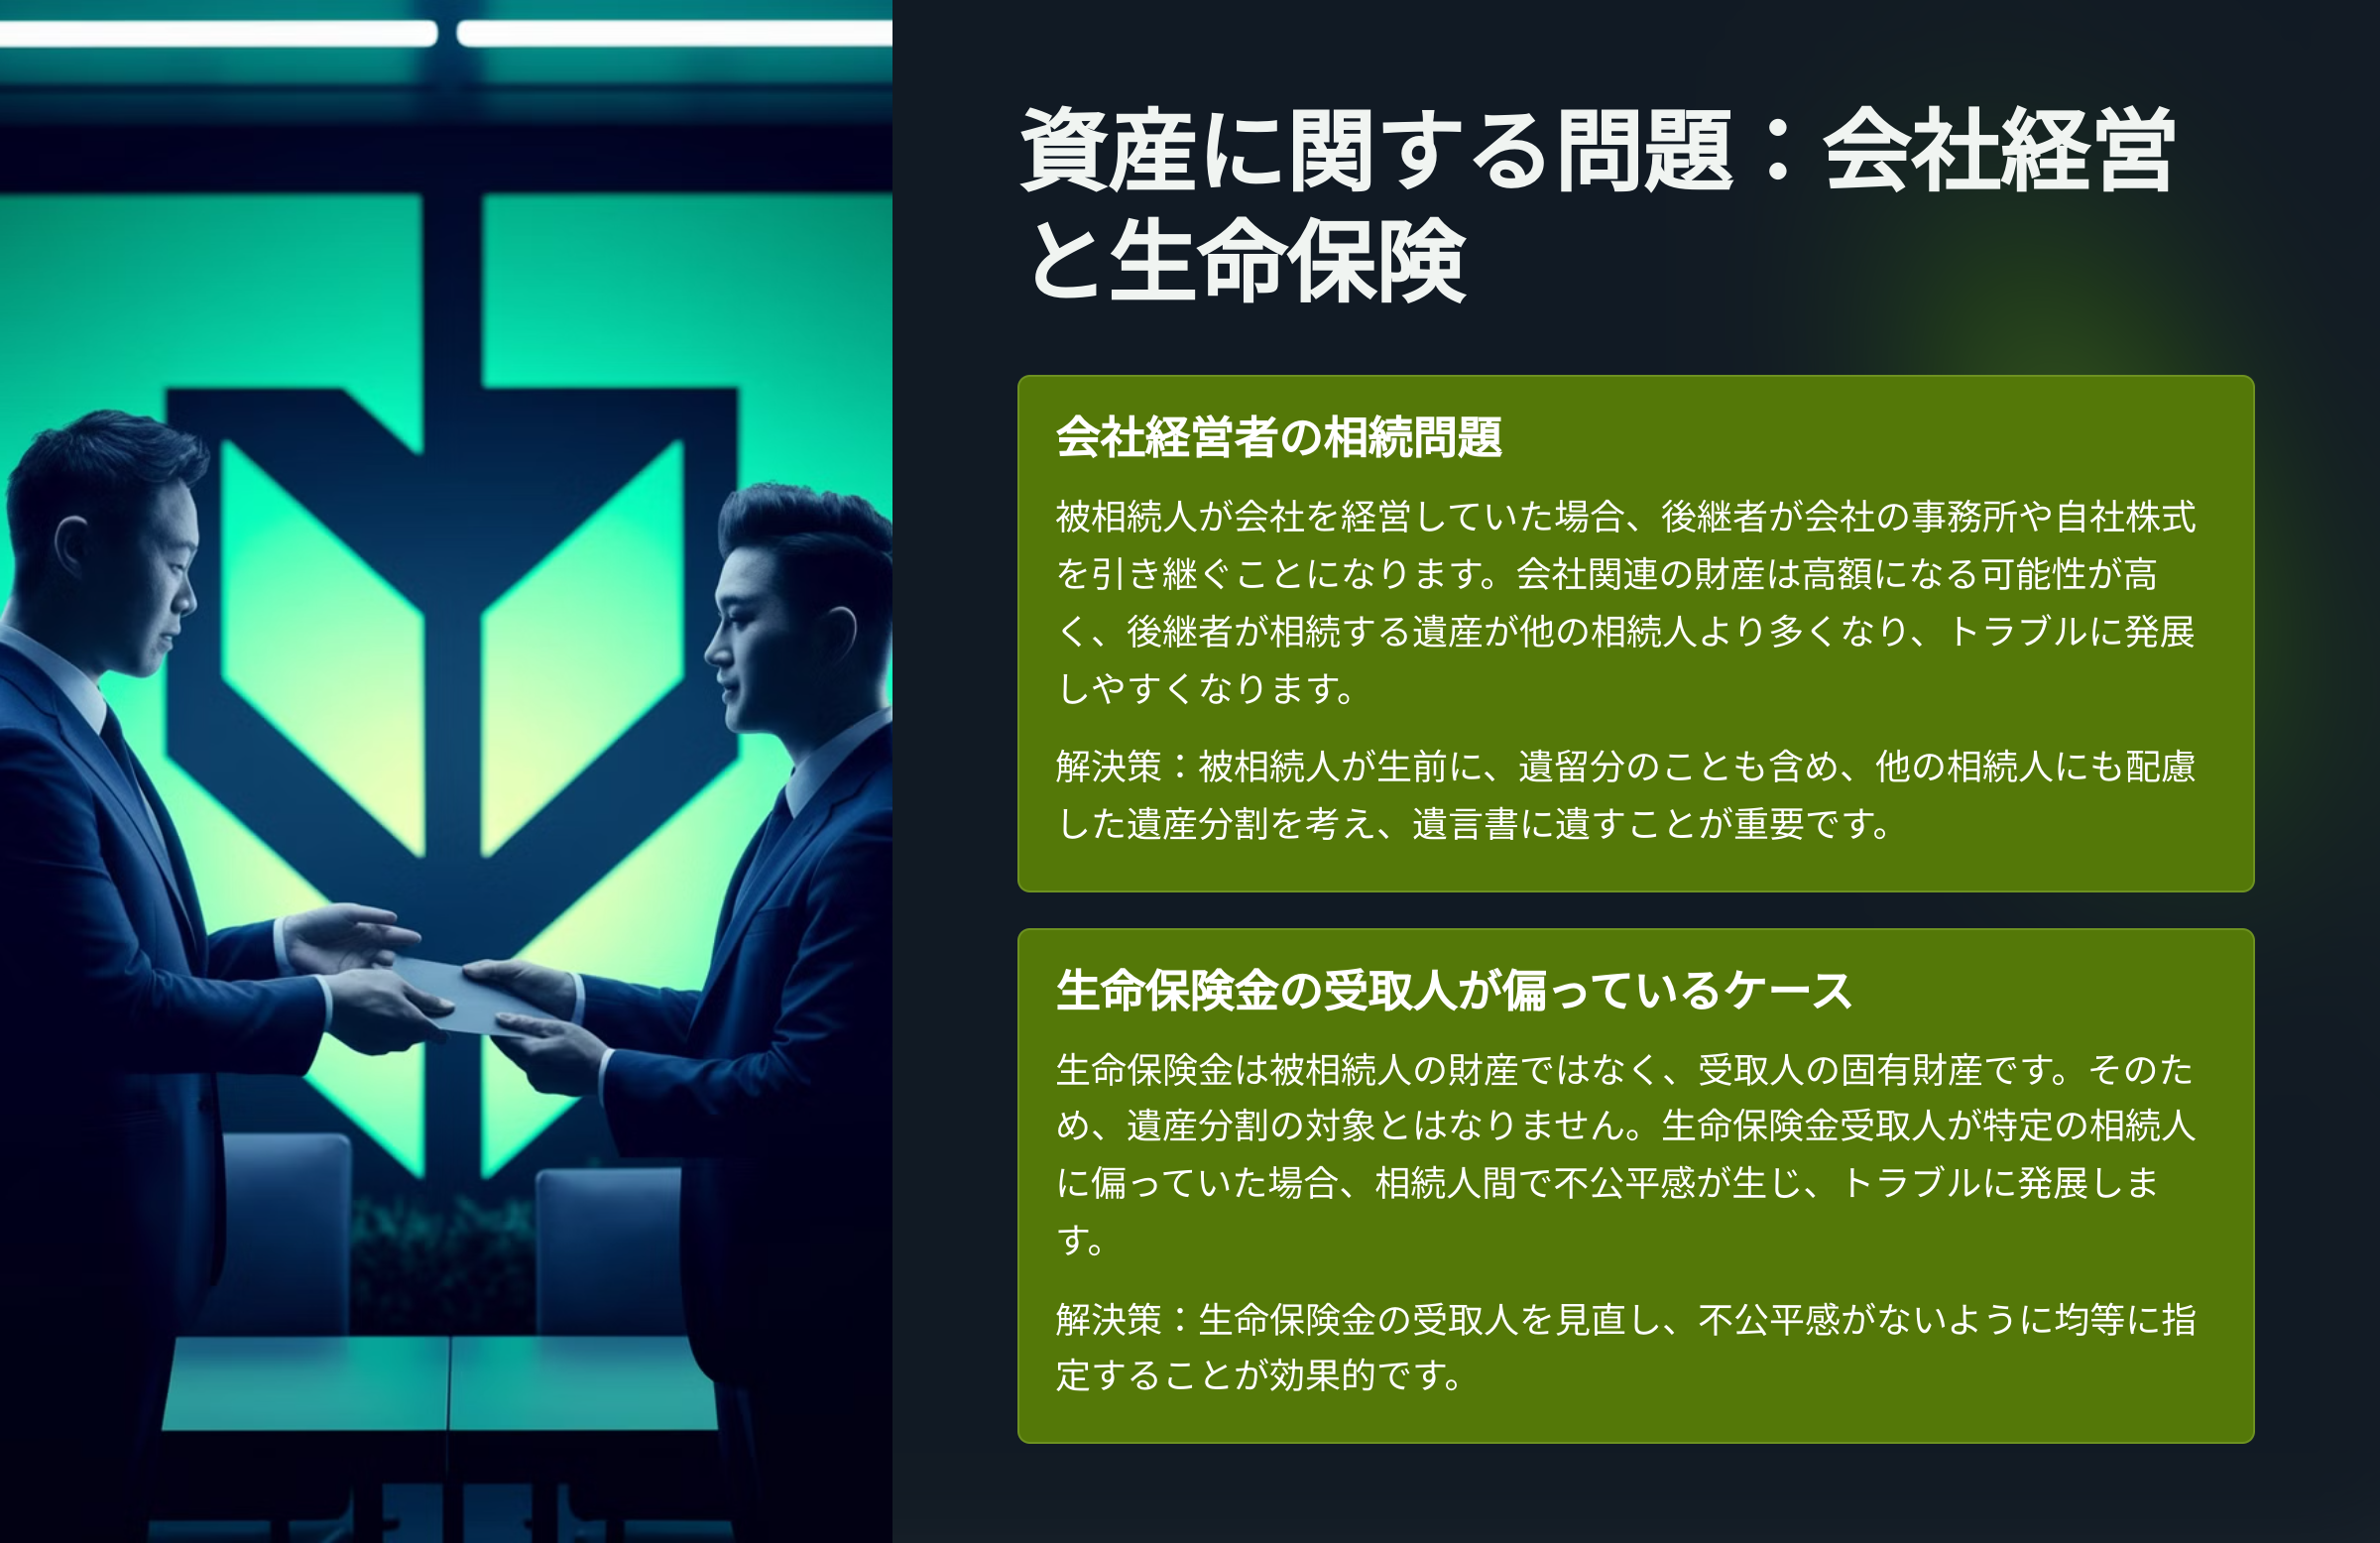 資産に関する問題：会社経営
と生命保険
会社経営者の相続問題
被相続人が会社を経営していた場合、後継者が会社の事務所や自社株式
を引き継ぐことになります。会社関連の財産は高額になる可能性が高
く、後継者が相続する遺産が他の相続人より多くなり、トラブルに発展
しやすくなります。
解決策：被相続人が生前に、遺留分のことも含め、他の相続人にも配慮
した遺産分割を考え、遺言書に遺すことが重要です。
生命保険金の受取人が偏っているケース
生命保険金は被相続人の財産ではなく、受取人の固有財産です。そのた
め、遺産分割の対象とはなりません。生命保険金受取人が特定の相続人
に偏っていた場合、相続人間で不公平感が生じ、トラブルに発展しま
す。
解決策：生命保険金の受取人を見直し、不公平感がないように均等に指
定することが効果的です。